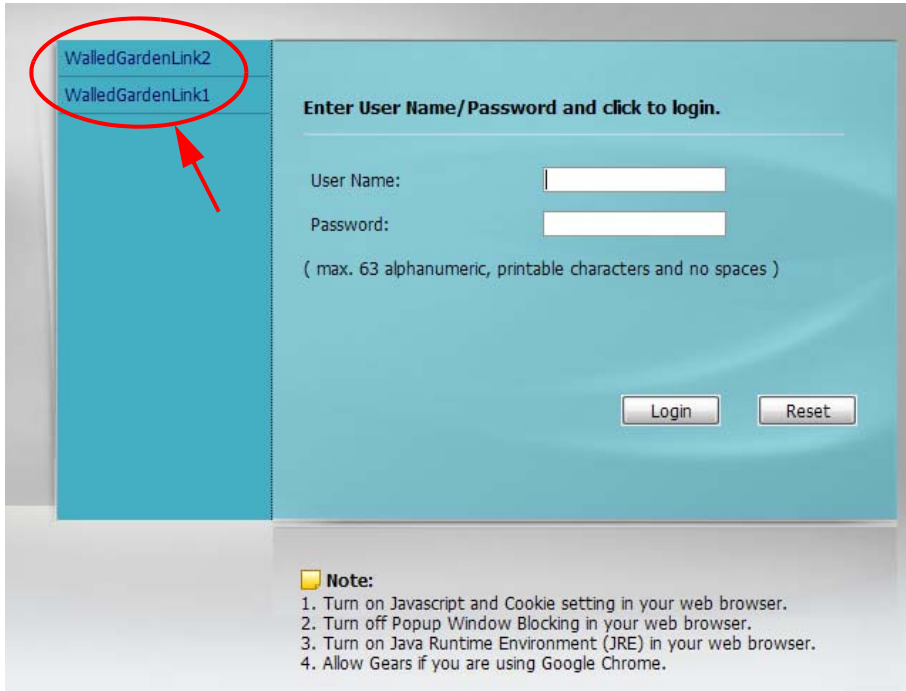 WalledGardenLink2
WalledGardenLink1
Enter User Name/Password and click to login.
User Name:
Password:
( max. 63 alphanumeric, printable characters and no spaces )
Login
Reset
Note:
1. Turn on Javascript and Cookie setting in your web browser.
2. Turn off Popup Window Blocking in your web browser.
3. Turn on Java Runtime Environment (JRE) in your web browser.
4. Allow Gears if you are using Google Chrome.